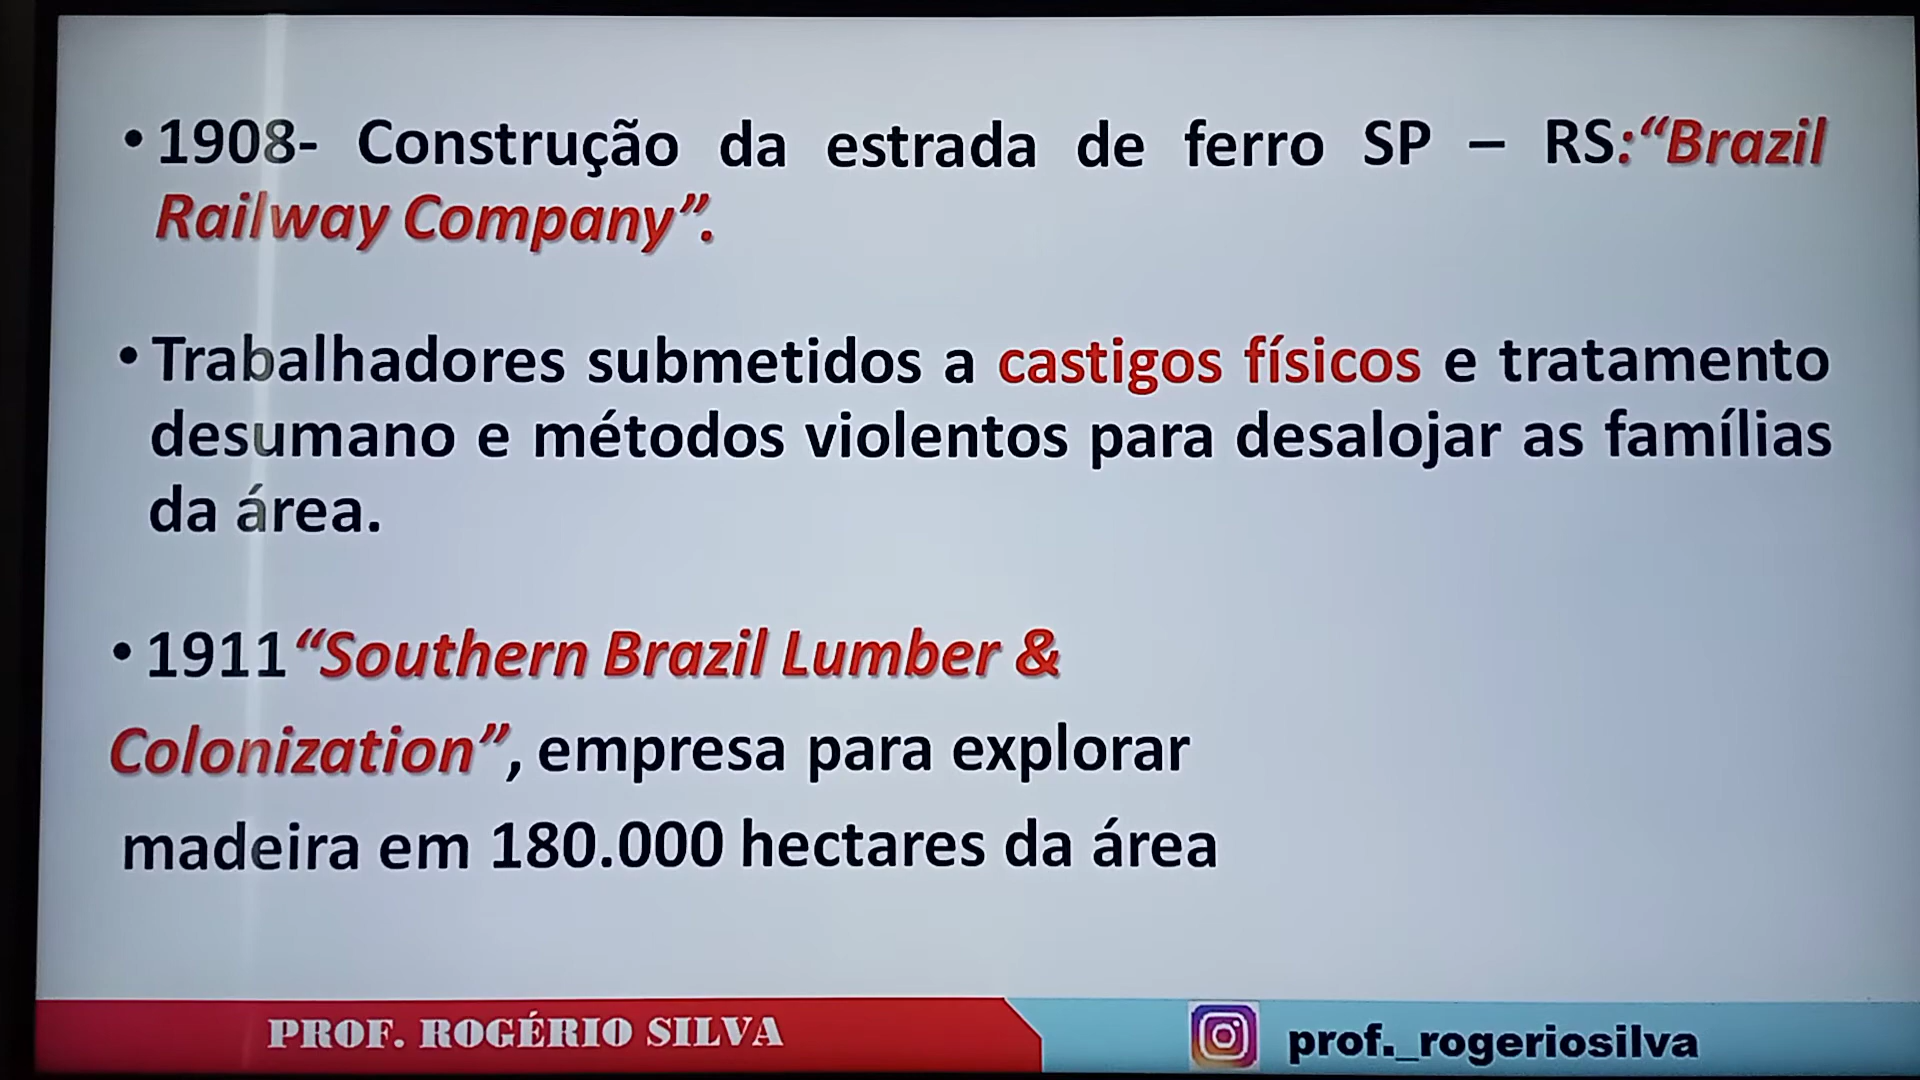 • 1908- Construção da estrada de ferro SP – RS:“Brazil
Railway Company”.
• Trabalhadores submetidos a castigos físicos e tratamento
desumano e métodos violentos para desalojar as famílias
da área.
• 1911“Southern Brazil Lumber &
Colonization”, empresa para explorar
madeira em 180.000 hectares da área
PROF. ROGÉRIO SILVA
prof._rogeriosilva